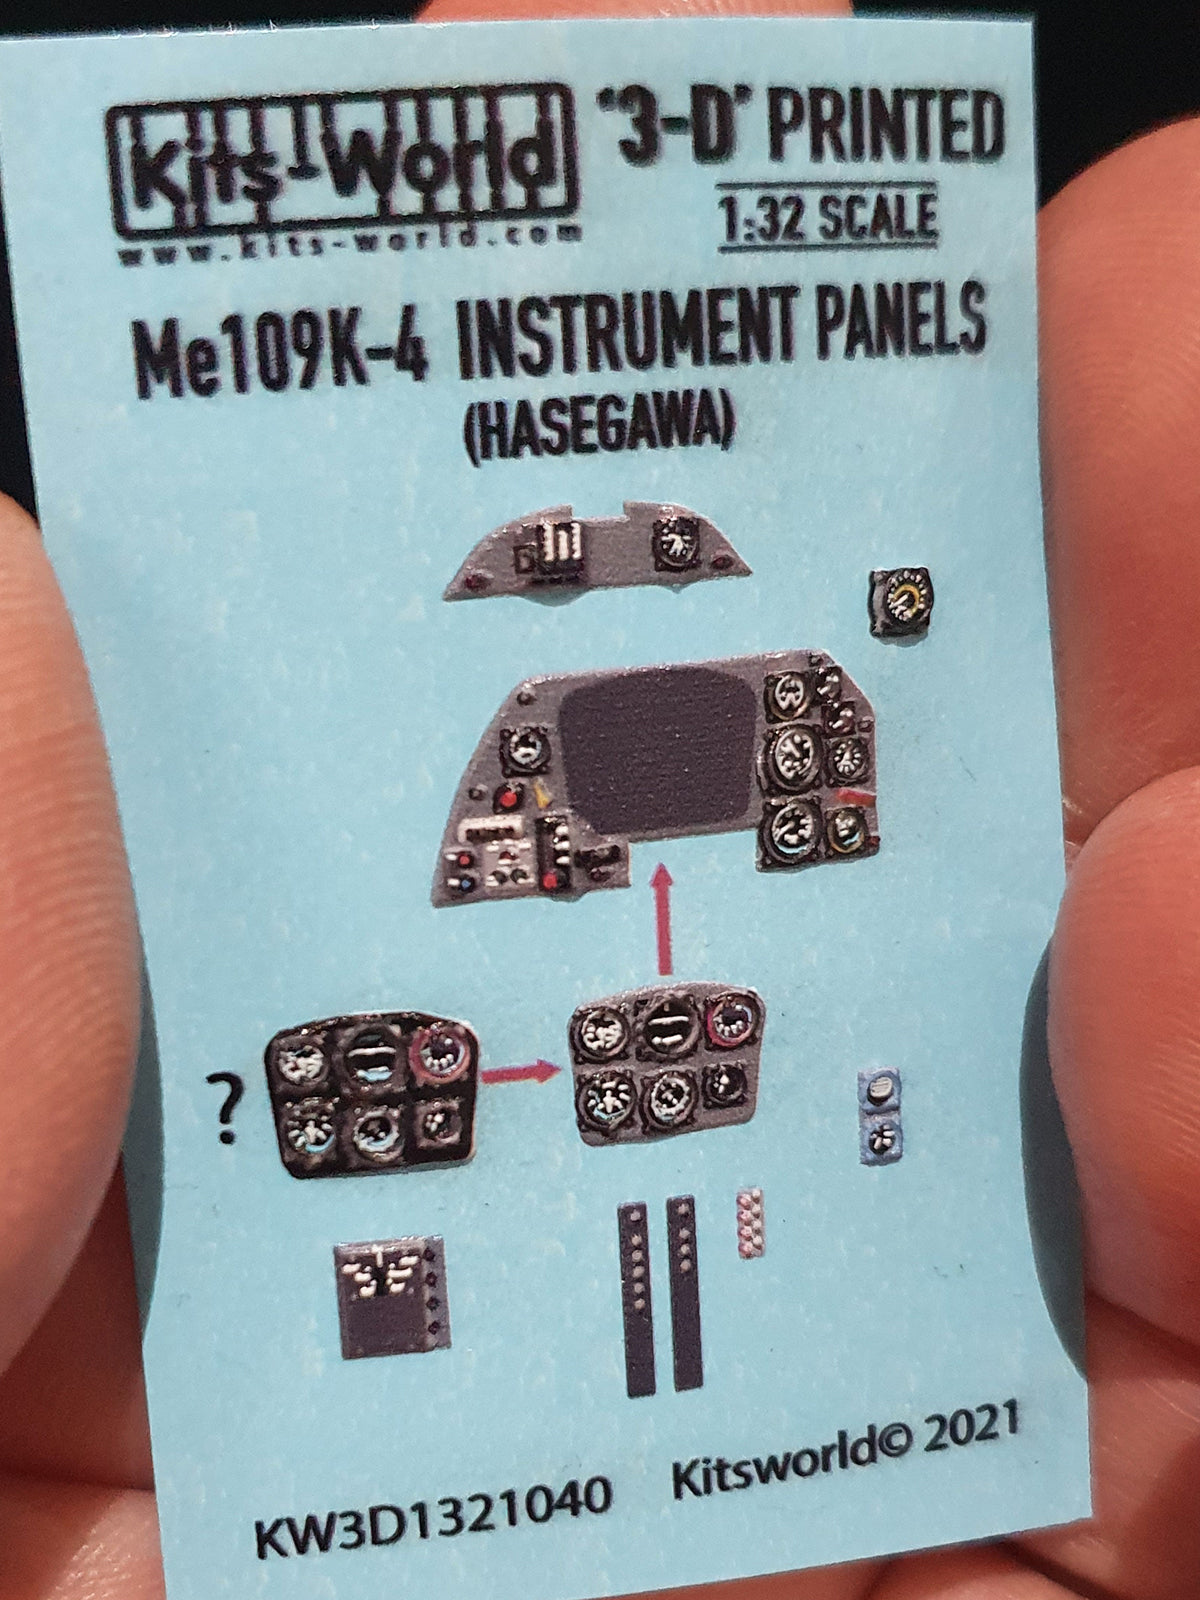 Kits-World
www.kits-world.com
"3-D" PRINTED
1:32 SCALE
Me109K-4 INSTRUMENT PANELS
(HASEGAWA)
?
KW3D1321040 Kitsworld© 2021